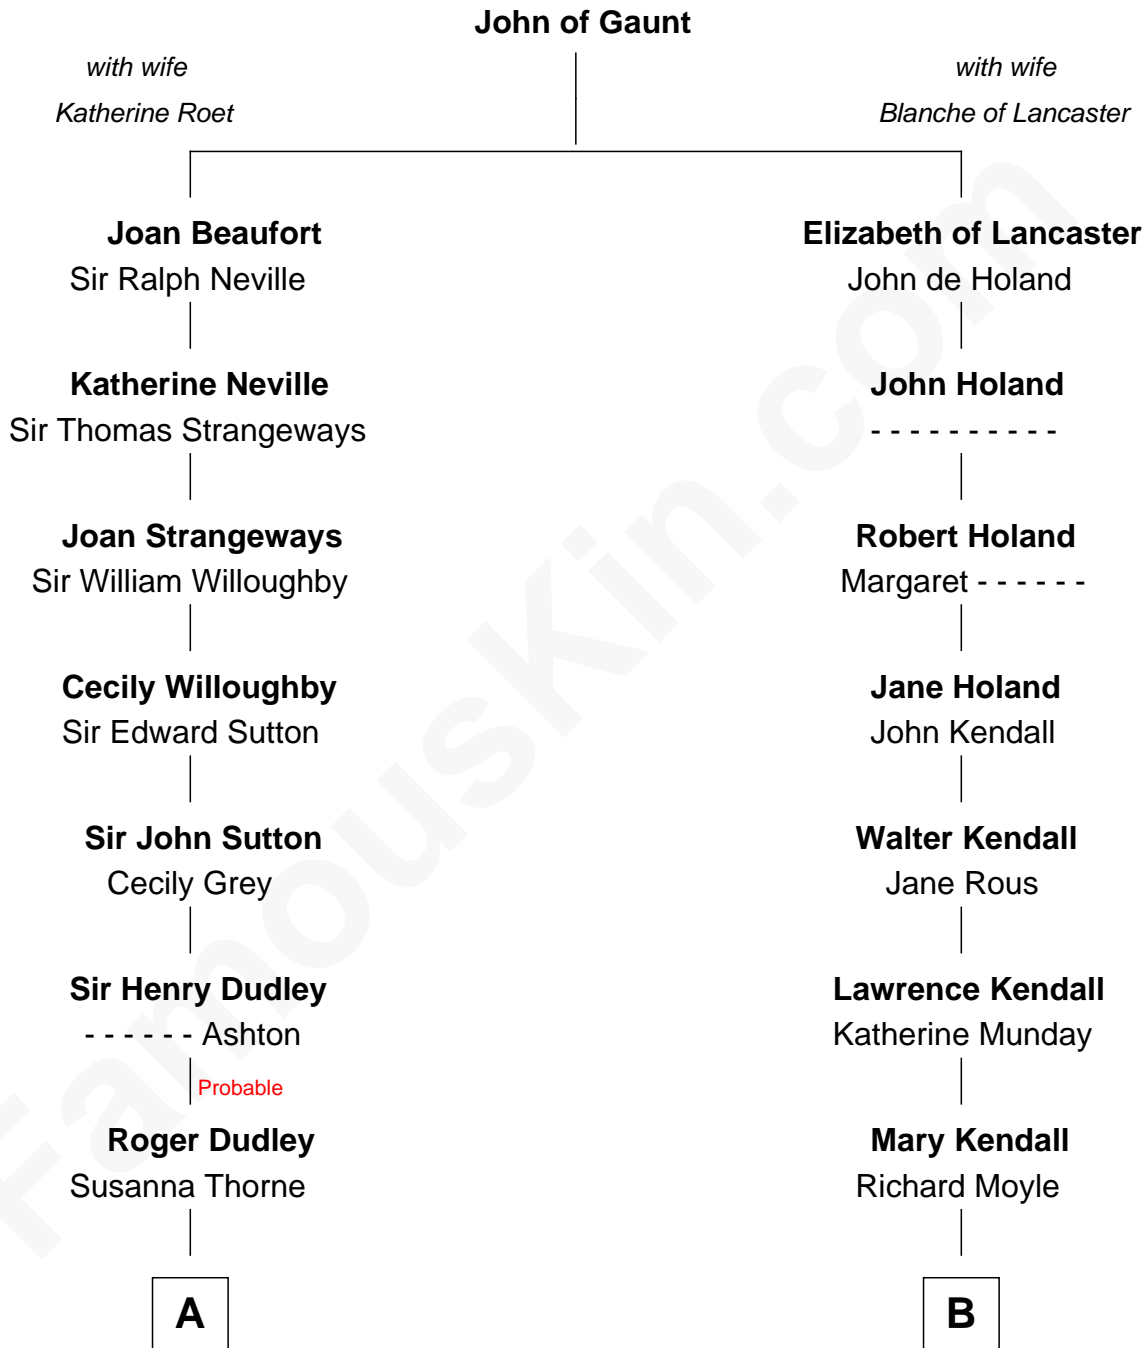 John of Gaunt
with wife
Katherine Roet
with wife
Blanche of Lancaster
Joan Beaufort
Sir Ralph Neville
Elizabeth of Lancaster
John de Holand
Katherine Neville
Sir Thomas Strangeways
John Holand
- - - - - - - - - -
Joan Strangeways
Sir William Willoughby
Robert Holand
Margaret - - - - - -
Cecily Willoughby
Sir Edward Sutton
Jane Holand
John Kendall
Sir John Sutton
Cecily Grey
Walter Kendall
Jane Rous
Sir Henry Dudley
- - - - - - Ashton
Lawrence Kendall
Katherine Munday
Probable
Roger Dudley
Susanna Thorne
Mary Kendall
Richard Moyle
A
B
FamousKin.com